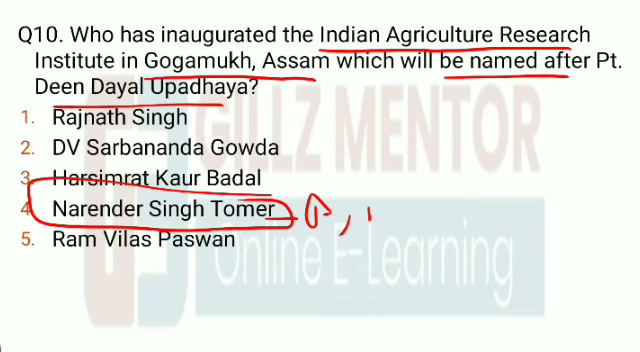 Q10. Who has inaugurated the Indian Agriculture Research
Institute in Gogamukh, Assam which will be named after Pt.
Deen Dayal Upadhaya?
1. Rajnath Singh
2. DV Sarbananda Gowda
3. Harsimrat Kaur Badal
4. Narender Singh Tomer
5. Ram Vilas Paswan
GILLZ MENTOR
Online E-Learning